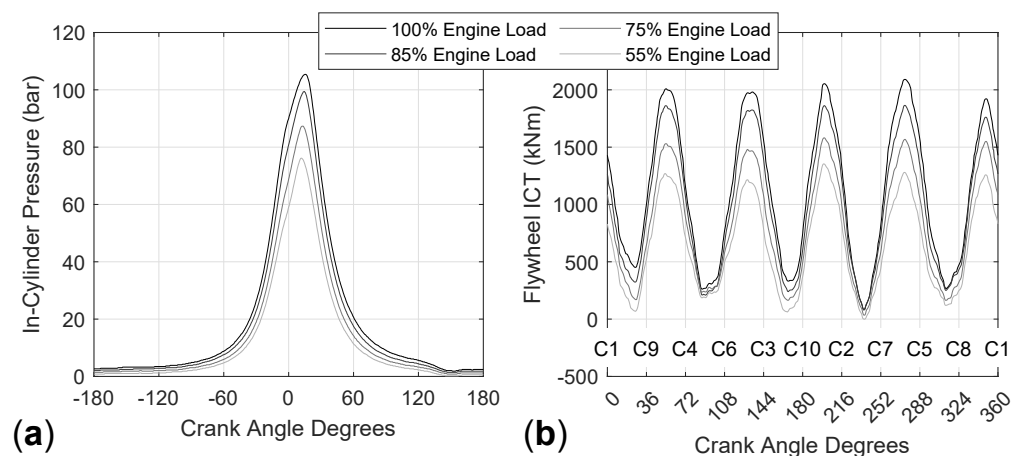 100% Engine Load
75% Engine Load
85% Engine Load
55% Engine Load
120
100
80
60
40
20
0
In-Cylinder Pressure (bar)
-180
-120
-60
0
60
120
180
Crank Angle Degrees
(a)
2000
1500
1000
500
0
-500
Flywheel ICT (kNm)
C1 C9 C4 C6 C3 C10 C2 C7 C5 C8 C1
0
36
72
108
144
180
216
252
288
324
360
Crank Angle Degrees
(b)